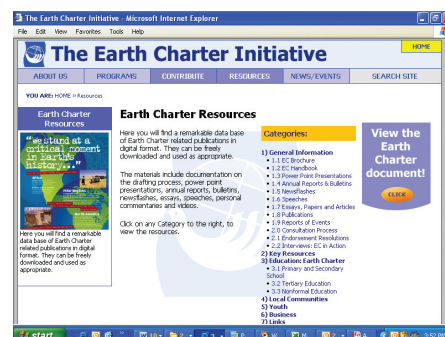 The Earth Charter Initiative - Microsoft Internet Explorer
File Edit View Favorites Tools Help
The Earth Charter Initiative
HOME
ABOUT US PROGRAMS CONTRIBUTE RESOURCES NEWS/EVENTS SEARCH SITE
YOU ARE: HOME > Resources
Earth Charter
Resources
"we stand at a
critical moment
in Earth's
history..."
Here you will find a remarkable
data base of Earth Charter
related publications in digital
format. They can be freely
downloaded and used as
appropriate.
Earth Charter Resources
Here you will find a remarkable data base
of Earth Charter related publications in
digital format. They can be freely
downloaded and used as appropriate.
The materials include documentation on
the drafting process, power point
presentations, annual reports, bulletins,
newsflashes, essays, speeches, personal
commentaries and videos.
Click on any Category to the right, to
view the resources.
Categories:
1) General Information
• 1.1 EC Brochure
• 1.2 EC Handbook
• 1.3 Power Point Presentations
• 1.4 Annual Reports & Bulletins
• 1.5 Newsflashes
• 1.6 Speeches
• 1.7 Essays, Papers and Articles
• 1.8 Publications
• 1.9 Reports of Events
• 2.0 Consultation Process
• 2.1 Endorsement Resolutions
• 2.2 Interviews: EC in Action
2) Key Resources
3) Education: Earth Charter
• 3.1 Primary and Secondary
School
• 3.2 Tertiary Education
• 3.3 Nonformal Education
4) Local Communities
5) Youth
6) Business
7) Links
View the
Earth
Charter
document!
CLICK
start
3:52 PM